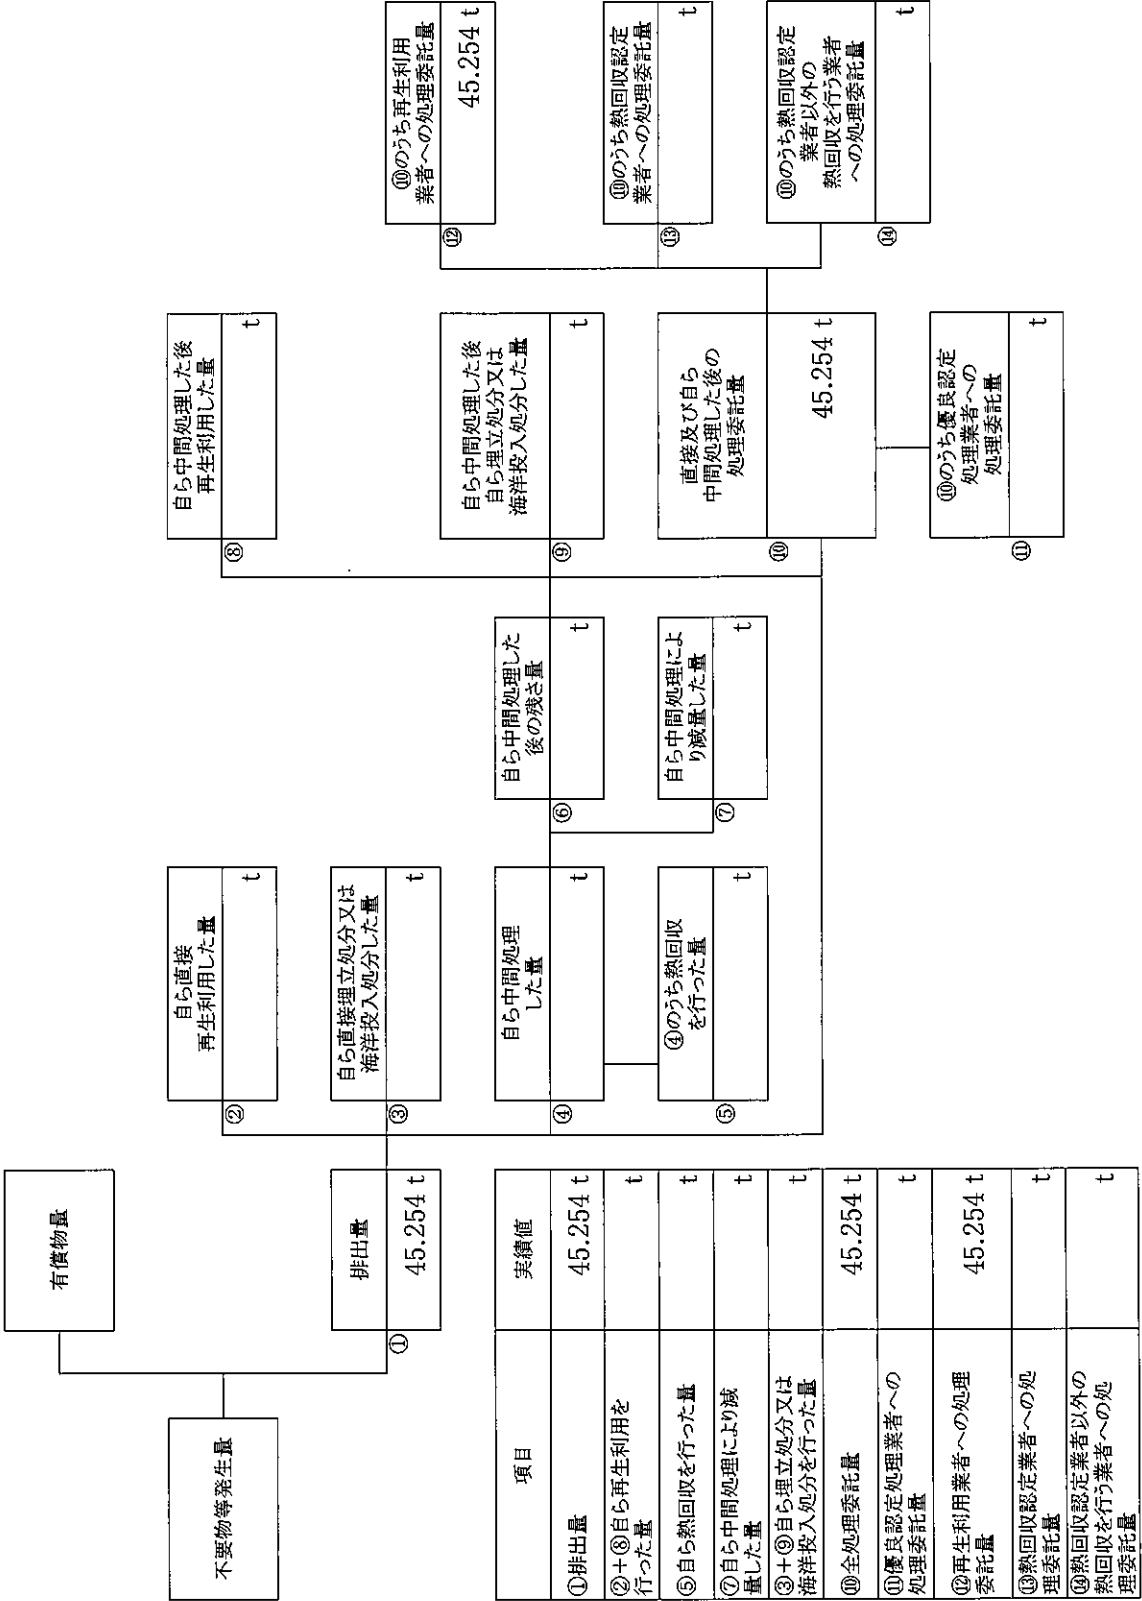 不要物等発生量
有償物量
排出量
①
45.254 t
自ら直接
再生利用した量
②
t
自ら直接埋立処分又は
海洋投入処分した量
③
t
自ら中間処理
した量
④
t
④のうち熱回収
を行った量
⑤
t
自ら中間処理した
後の残さ量
⑥
t
自ら中間処理によ
り減量した量
⑦
t
自ら中間処理した後
再生利用した量
⑧
t
自ら中間処理した後
自ら埋立処分又は
海洋投入処分した量
⑨
t
直接及び自ら
中間処理した後の
処理委託量
⑩
45.254 t
⑩のうち優良認定
処理業者への
処理委託量
⑪
t
⑩のうち再生利用
業者への処理委託量
⑫
45.254 t
⑩のうち熱回収認定
業者への処理委託量
⑬
t
⑩のうち熱回収認定
業者以外の
熱回収を行う業者
への処理委託量
⑭
t
項目 実績値
①排出量 45.254 t
②+⑧自ら再生利用を
行った量
t
⑤自ら熱回収を行った量 t
⑦自ら中間処理により減
量した量
t
③+⑨自ら埋立処分又は
海洋投入処分を行った量
t
⑩全処理委託量 45.254 t
⑪優良認定処理業者への
処理委託量
t
⑫再生利用業者への処理
委託量
45.254 t
⑬熱回収認定業者への処
理委託量
t
⑭熱回収認定業者以外の
熱回収を行う業者への処
理委託量
t